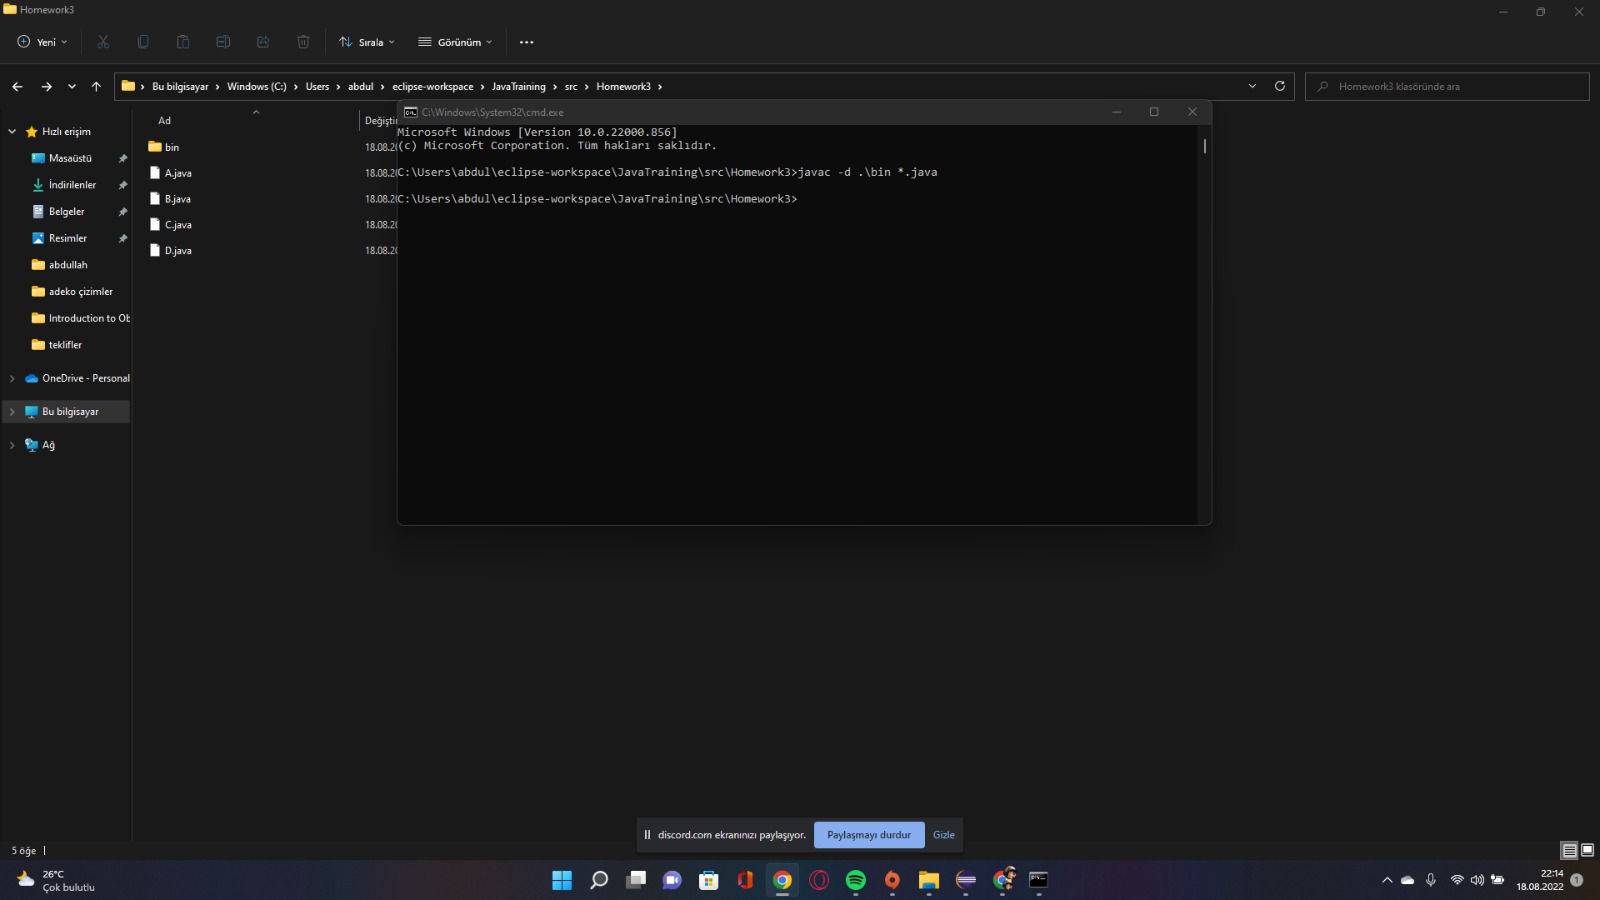 Homework3
Yeni
Sırala
Görünüm
Bu bilgisayar
Windows (C:)
Users
abdul
eclipse-workspace
JavaTraining
src
Homework3
Homework3 klasöründe ara
Hızlı erişim
Masaüstü
İndirilenler
Belgeler
Resimler
abdullah
adeko çizimler
Introduction to Ob
teklifler
OneDrive - Personal
Bu bilgisayar
Ağ
Ad
Değişti
bin
18.08.20
A.java
18.08.20
B.java
18.08.20
C.java
18.08.20
D.java
18.08.20
C:\Windows\System32\cmd.exe
Microsoft Windows [Version 10.0.22000.856]
(c) Microsoft Corporation. Tüm hakları saklıdır.
C:\Users\abdul\eclipse-workspace\JavaTraining\src\Homework3>javac -d .\bin *.java
C:\Users\abdul\eclipse-workspace\JavaTraining\src\Homework3>
discord.com ekranınızı paylaşıyor.
Paylaşmayı durdur
Gizle
5 öğe
26°C
Çok bulutlu
22:14
18.08.2022
1